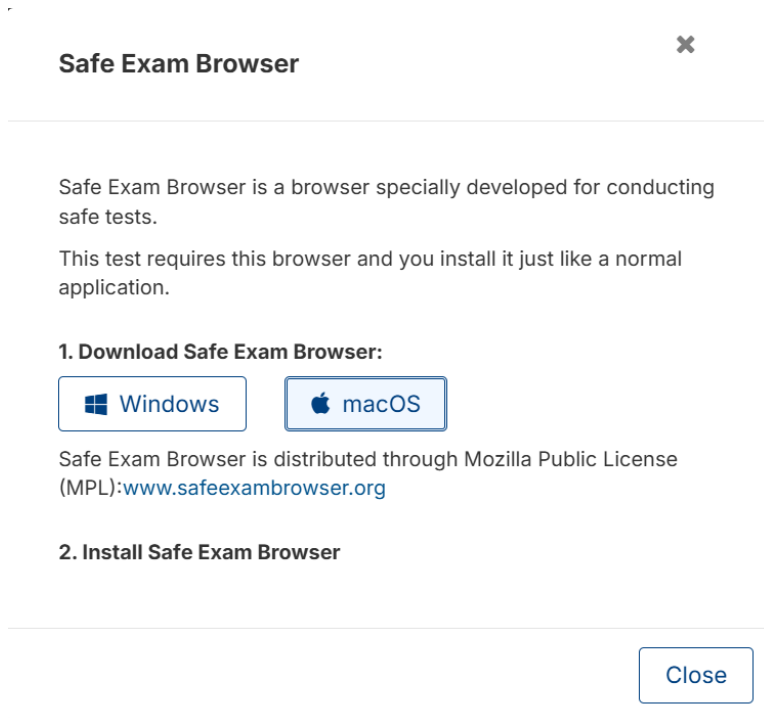 Safe Exam Browser
Safe Exam Browser is a browser specially developed for conducting
safe tests.
This test requires this browser and you install it just like a normal
application.
1. Download Safe Exam Browser:
Windows
macOS
Safe Exam Browser is distributed through Mozilla Public License
(MPL):www.safeexambrowser.org
2. Install Safe Exam Browser
Close